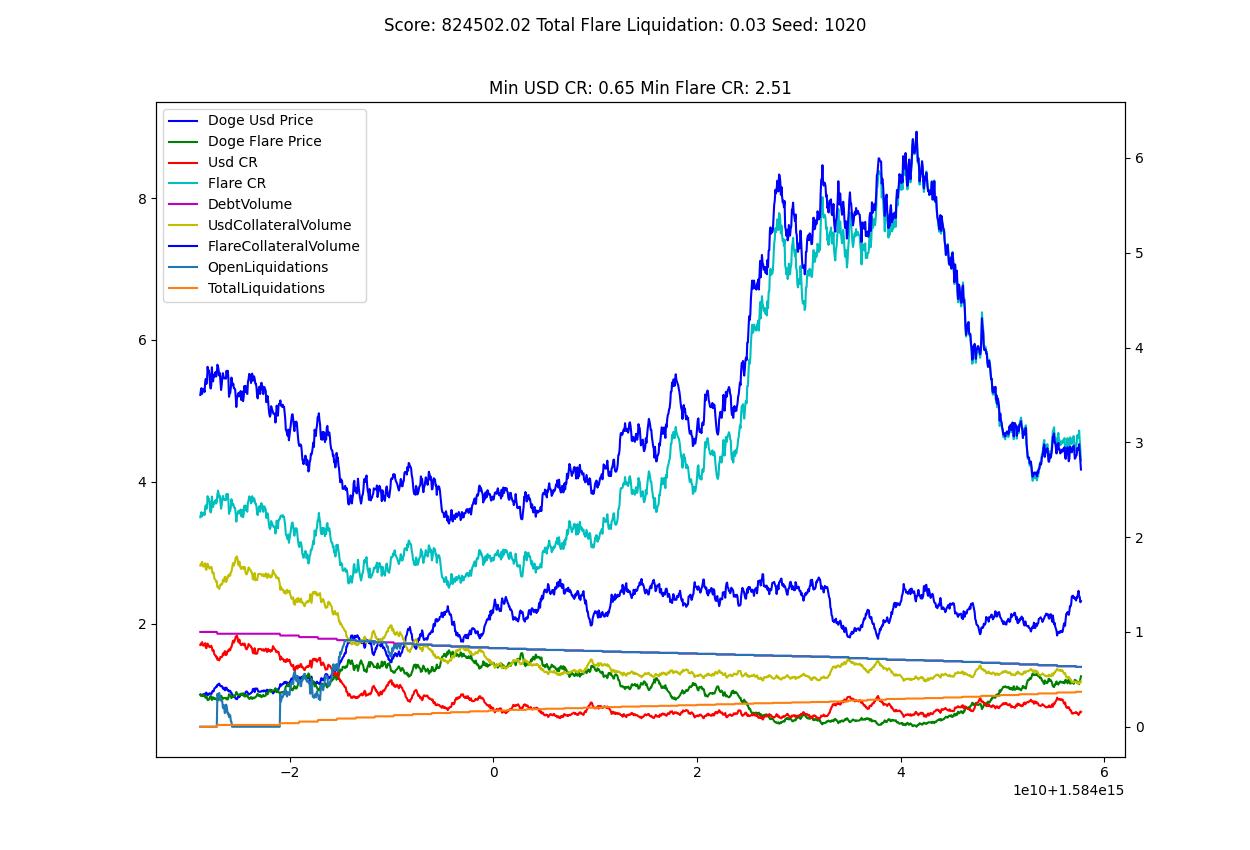 Score: 824502.02 Total Flare Liquidation: 0.03 Seed: 1020
Min USD CR: 0.65 Min Flare CR: 2.51
Doge Usd Price
Doge Flare Price
Usd CR
Flare CR
DebtVolume
UsdCollateralVolume
FlareCollateralVolume
OpenLiquidations
TotalLiquidations
8
6
4
2
6
5
4
3
2
1
0
−2
0
2
4
6
1e10+1.584e15